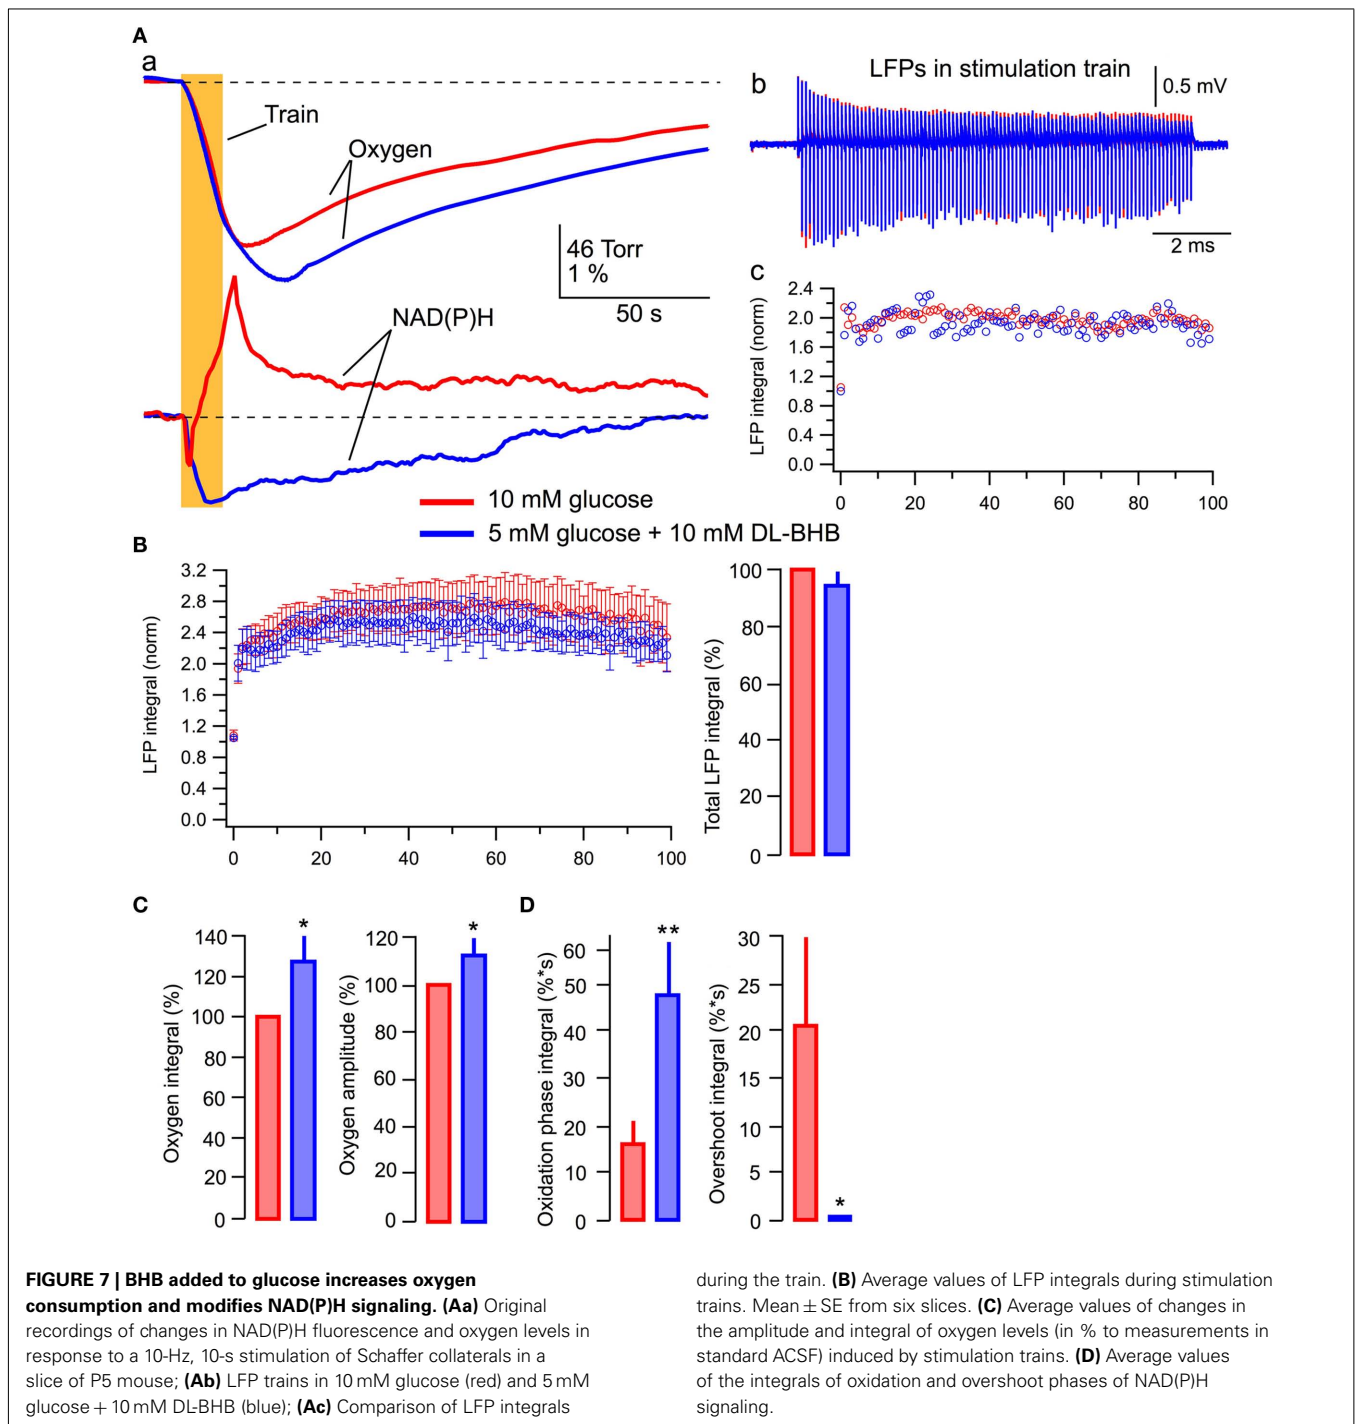 A
a
Train
Oxygen
46 Torr
1 %
50 s
NAD(P)H
10 mM glucose
5 mM glucose + 10 mM DL-BHB
b
LFPs in stimulation train
0.5 mV
2 ms
C
LFP integral (norm)
2.4
2.0
1.6
1.2
0.8
0.4
0.0
0 20 40 60 80 100
B
LFP integral (norm)
3.2
2.8
2.4
2.0
1.6
1.2
0.8
0.4
0.0
0 20 40 60 80 100
Total LFP integral (%)
100
80
60
40
20
0
C
Oxygen integral (%)
140
120
100
80
60
40
20
0
*
Oxygen amplitude (%)
120
100
80
60
40
20
0
*
D
Oxidation phase integral (%*s)
60
50
40
30
20
10
0
**
Overshoot integral (%*s)
30
25
20
15
10
5
0
*
FIGURE 7 | BHB added to glucose increases oxygen
consumption and modifies NAD(P)H signaling. (Aa) Original
recordings of changes in NAD(P)H fluorescence and oxygen levels in
response to a 10-Hz, 10-s stimulation of Schaffer collaterals in a
slice of P5 mouse; (Ab) LFP trains in 10 mM glucose (red) and 5 mM
glucose + 10 mM DL-BHB (blue); (Ac) Comparison of LFP integrals
during the train. (B) Average values of LFP integrals during stimulation
trains. Mean ± SE from six slices. (C) Average values of changes in
the amplitude and integral of oxygen levels (in % to measurements in
standard ACSF) induced by stimulation trains. (D) Average values
of the integrals of oxidation and overshoot phases of NAD(P)H
signaling.